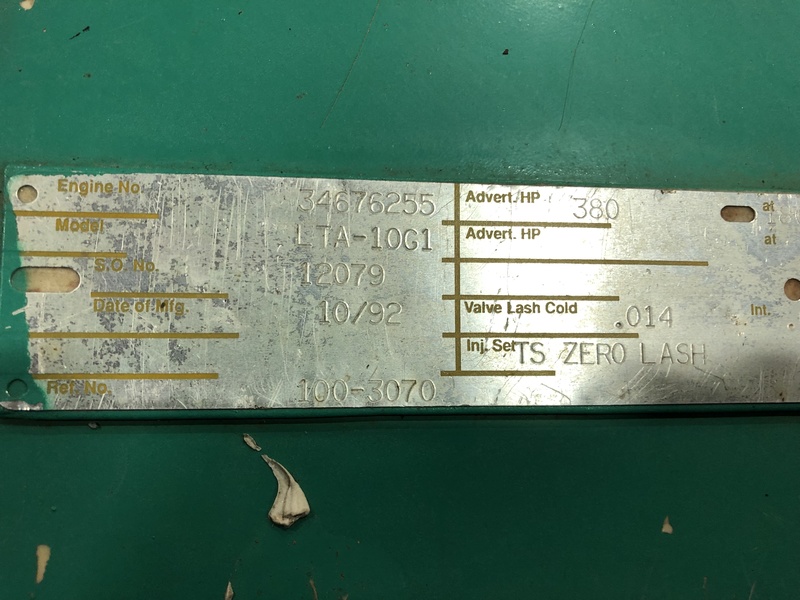 Engine No. 34676255
Model LTA-10G1
S.O. No. 12079
Date of Mfg. 10/92
Ref. No. 100-3070
Advert. HP 380 at
Advert. HP at
Valve Lash Cold .014 Int.
Inj. Set TS ZERO LASH